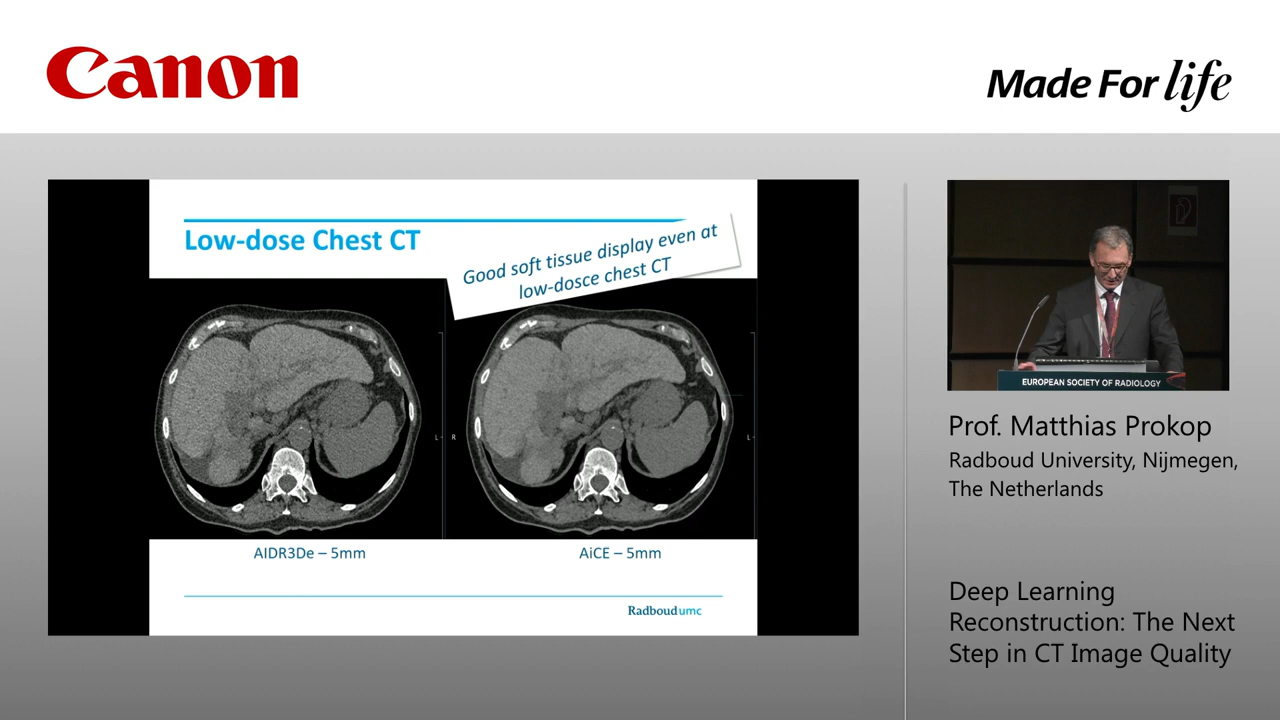 Canon
Made For life
Low-dose Chest CT
Good soft tissue display even at
low-dosce chest CT
L
R
L
AIDR3De – 5mm
AiCE – 5mm
Radboudumc
EUROPEAN SOCIETY OF RADIOLOGY
Prof. Matthias Prokop
Radboud University, Nijmegen,
The Netherlands
Deep Learning
Reconstruction: The Next
Step in CT Image Quality